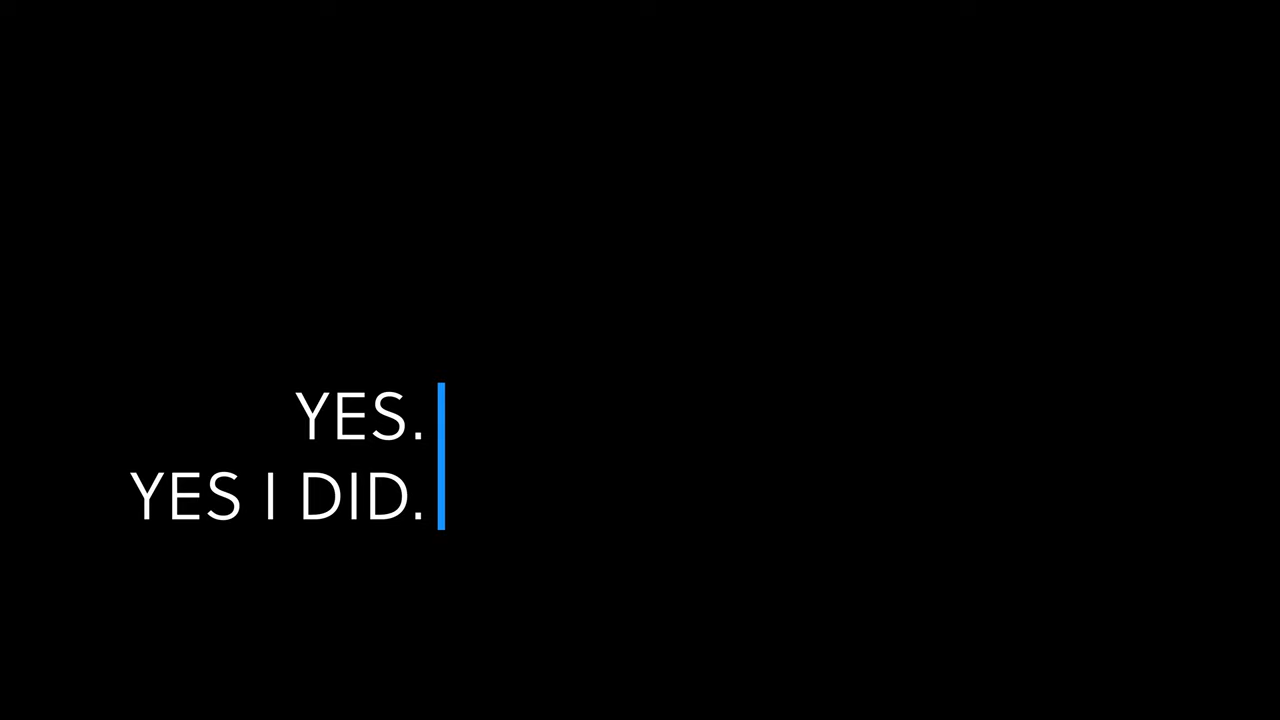 YES.
YES I DID.